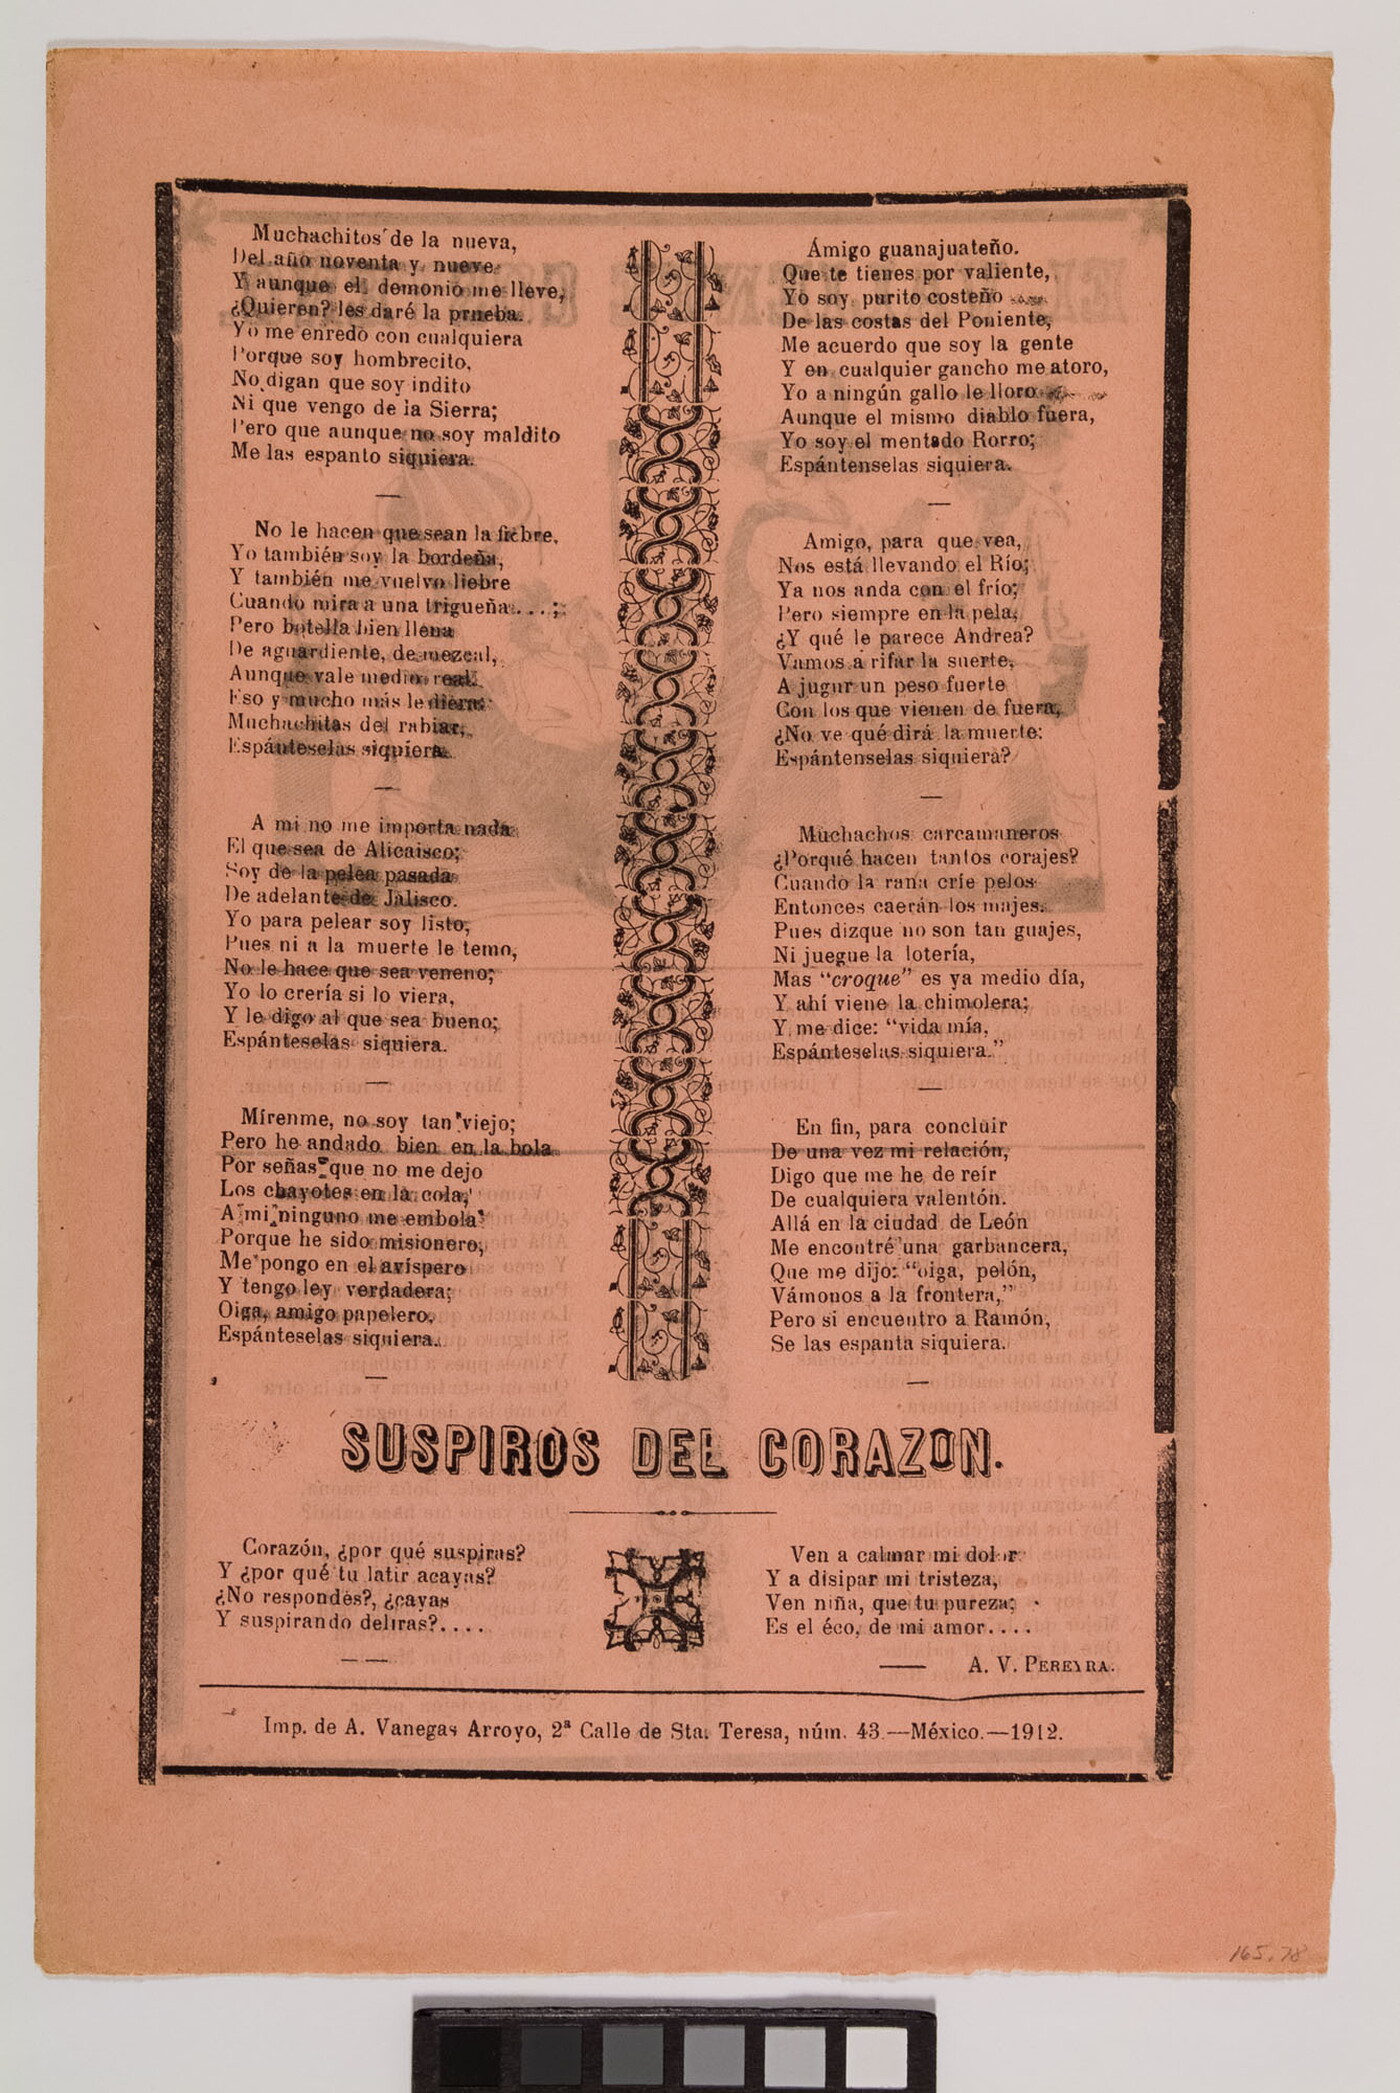 Muchachitos de la nueva,
Del año noventa y nueve
Y aunque el demonio me lleve,
¿Quieren? les daré la prueba.
Yo me enredo con cualquiera
Porque soy hombrecito,
No digan que soy indito
Ni que vengo de la Sierra;
Pero que aunque no soy maldito
Me las espanto siquiera.
No le hacen que sean la fiebre,
Yo también soy la bordeña,
Y también me vuelvo liebre
Cuando mira a una trigueña....;
Pero botella bien llena
De aguardiente, de mezcal,
Aunque vale medio real.
Eso y mucho más le diera;
Muchachitas del rabiar,
Espánteselas siquiera.
A mi no me importa nada
El que sea de Alicaisco;
Soy de la pelea pasada
De adelante de Jalisco.
Yo para pelear soy listo,
Pues ni a la muerte le temo,
No le hace que sea veneno;
Yo lo crería si lo viera,
Y le digo al que sea bueno;
Espánteselas siquiera.
Mírenme, no soy tan viejo;
Pero he andado bien en la bola
Por señas que no me dejo
Los chayotes en la cola,
A mi ninguno me embola
Porque he sido misionero,
Me pongo en el avispero
Y tengo ley verdadera;
Oiga, amigo papelero,
Espánteselas siquiera.
Ámigo guanajuateño.
Que te tienes por valiente,
Yo soy purito costeño
De las costas del Poniente,
Me acuerdo que soy la gente
Y en cualquier gancho me atoro,
Yo a ningún gallo le lloro
Aunque el mismo diablo fuera,
Yo soy el mentado Rorro;
Espántenselas siquiera.
Amigo, para que vea,
Nos está llevando el Río;
Ya nos anda con el frío;
Pero siempre en la pela,
¿Y qué le parece Andrea?
Vamos a rifar la suerte,
A jugur un peso fuerte
Con los que vienen de fuera,
¿No ve qué dirá la muerte:
Espántenselas siquiera?
Muchachos carcamaneros
¿Porqué hacen tantos corajes?
Cuando la rana críe pelos
Entonces caerán los majes.
Pues dizque no son tan guajes,
Ni juegue la lotería,
Mas "croque" es ya medio día,
Y ahí viene la chimolera;
Y me dice: "vida mía,
Espánteselas siquiera."
En fin, para concluir
De una vez mi relación,
Digo que me he de reír
De cualquiera valentón.
Allá en la ciudad de León
Me encontré una garbancera,
Que me dijo: "oiga, pelón,
Vámonos a la frontera,"
Pero si encuentro a Ramón,
Se las espanta siquiera.
SUSPIROS DEL CORAZON.
Corazón, ¿por qué suspiras?
Y ¿por qué tu latir acayas?
¿No respondes?, ¿cayas
Y suspirando deliras?....
Ven a calmar mi dolor
Y a disipar mi tristeza,
Ven niña, que tu pureza;
Es el éco, de mi amor....
A. V. PEREYRA.
Imp. de A. Vanegas Arroyo, 2ª Calle de Sta. Teresa, núm. 43.—México.—1912.
165.78